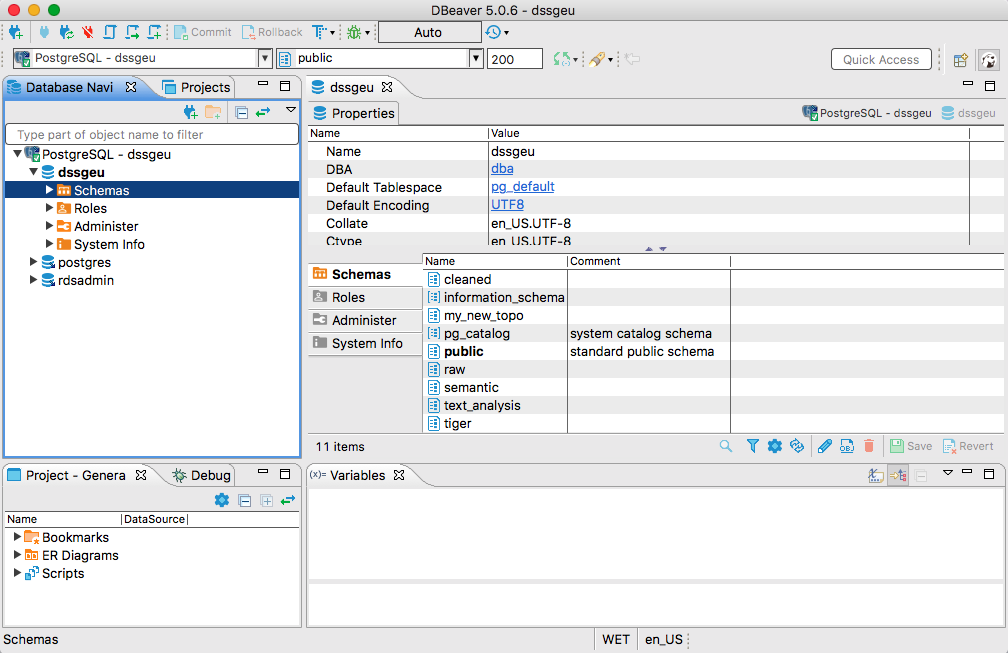 DBeaver 5.0.6 - dssgeu
Commit Rollback Auto
PostgreSQL - dssgeu public 200 Quick Access
Database Navi Projects
Type part of object name to filter
PostgreSQL - dssgeu
dssgeu
Schemas
Roles
Administer
System Info
postgres
rdsadmin
dssgeu
Properties PostgreSQL - dssgeu dssgeu
Name Value
Name dssgeu
DBA dba
Default Tablespace pg_default
Default Encoding UTF8
Collate en_US.UTF-8
Ctype en_US.UTF-8
Schemas
Roles
Administer
System Info
Name Comment
cleaned
information_schema
my_new_topo
pg_catalog system catalog schema
public standard public schema
raw
semantic
text_analysis
tiger
11 items Save Revert
Project - Genera Debug
Name DataSource
Bookmarks
ER Diagrams
Scripts
(x)= Variables
Schemas WET en_US